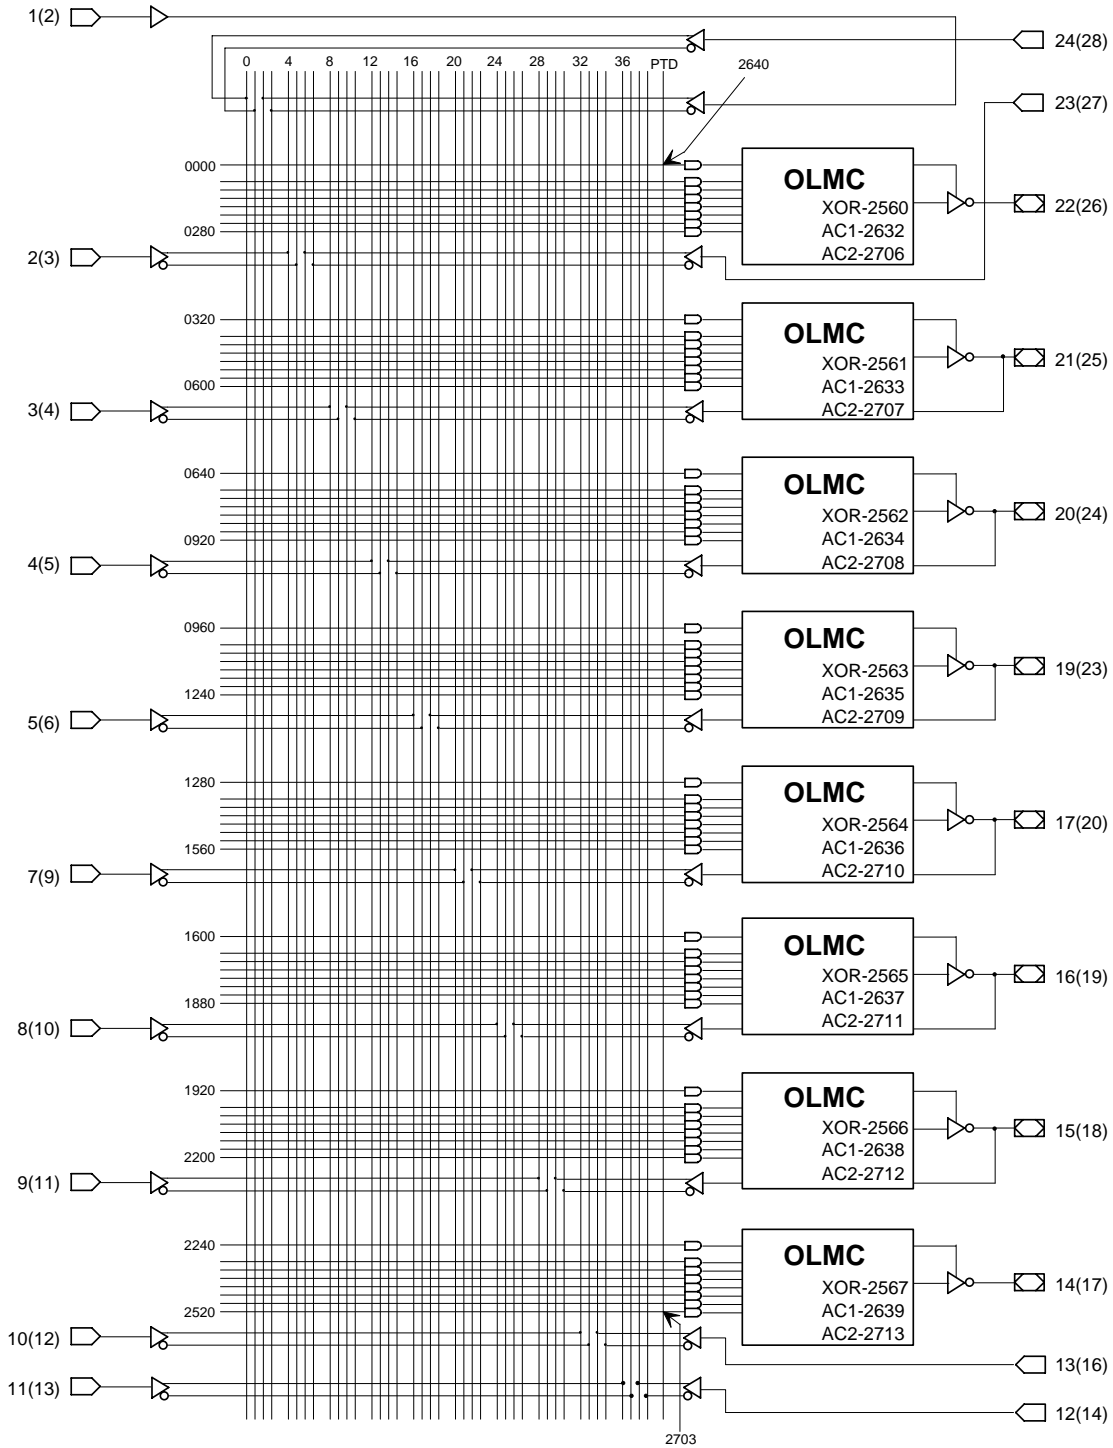 1(2)
24(28)
0 4 8 12 16 20 24 28 32 36 PTD 2640
23(27)
0000
OLMC
XOR-2560
22(26)
0280
AC1-2632
2(3)
AC2-2706
0320
OLMC
XOR-2561
21(25)
0600
AC1-2633
3(4)
AC2-2707
0640
OLMC
XOR-2562
20(24)
0920
AC1-2634
4(5)
AC2-2708
0960
OLMC
XOR-2563
19(23)
1240
AC1-2635
5(6)
AC2-2709
1280
OLMC
XOR-2564
17(20)
1560
AC1-2636
7(9)
AC2-2710
1600
OLMC
XOR-2565
16(19)
1880
AC1-2637
8(10)
AC2-2711
1920
OLMC
XOR-2566
15(18)
2200
AC1-2638
9(11)
AC2-2712
2240
OLMC
XOR-2567
14(17)
2520
AC1-2639
10(12)
AC2-2713
13(16)
11(13)
12(14)
2703